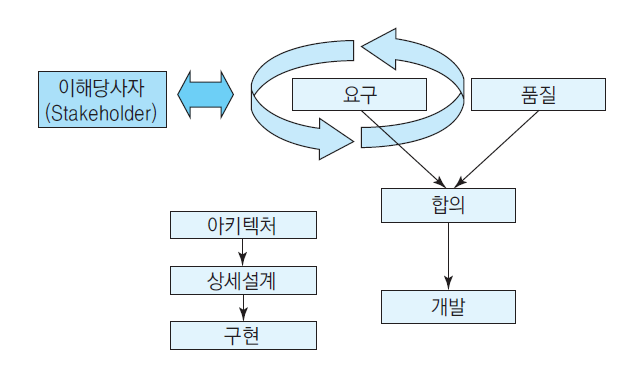 이해당사자
(Stakeholder)
요구
품질
합의
아키텍처
상세설계
개발
구현